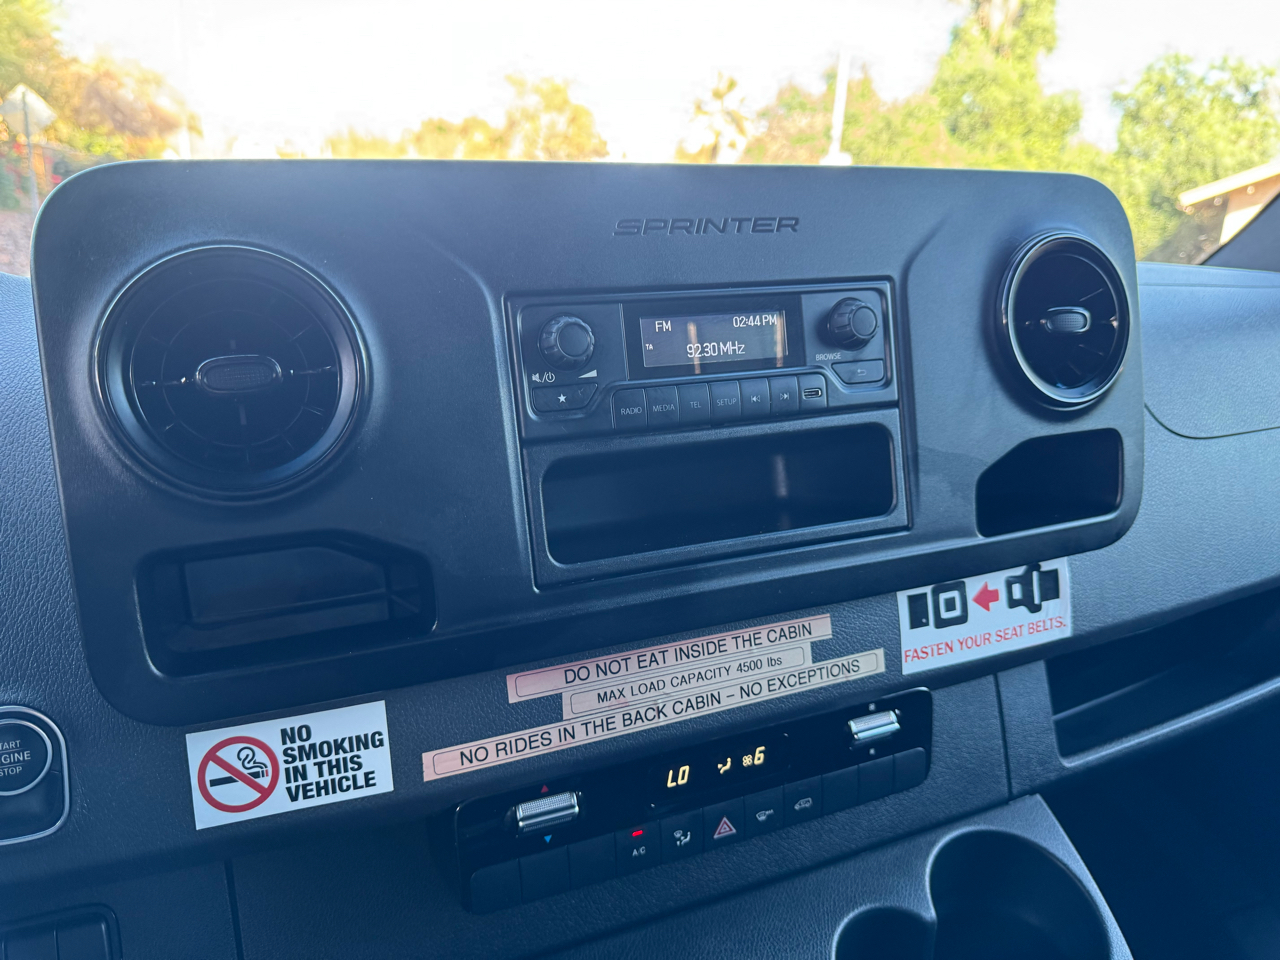 SPRINTER
FM 02:44 PM
TA 92.30 MHz
BROWSE
RADIO MEDIA TEL SETUP
FASTEN YOUR SEAT BELTS.
DO NOT EAT INSIDE THE CABIN
MAX LOAD CAPACITY 4500 lbs
NO RIDES IN THE BACK CABIN – NO EXCEPTIONS
NO
SMOKING
IN THIS
VEHICLE
START
ENGINE
STOP
LO 6
A/C